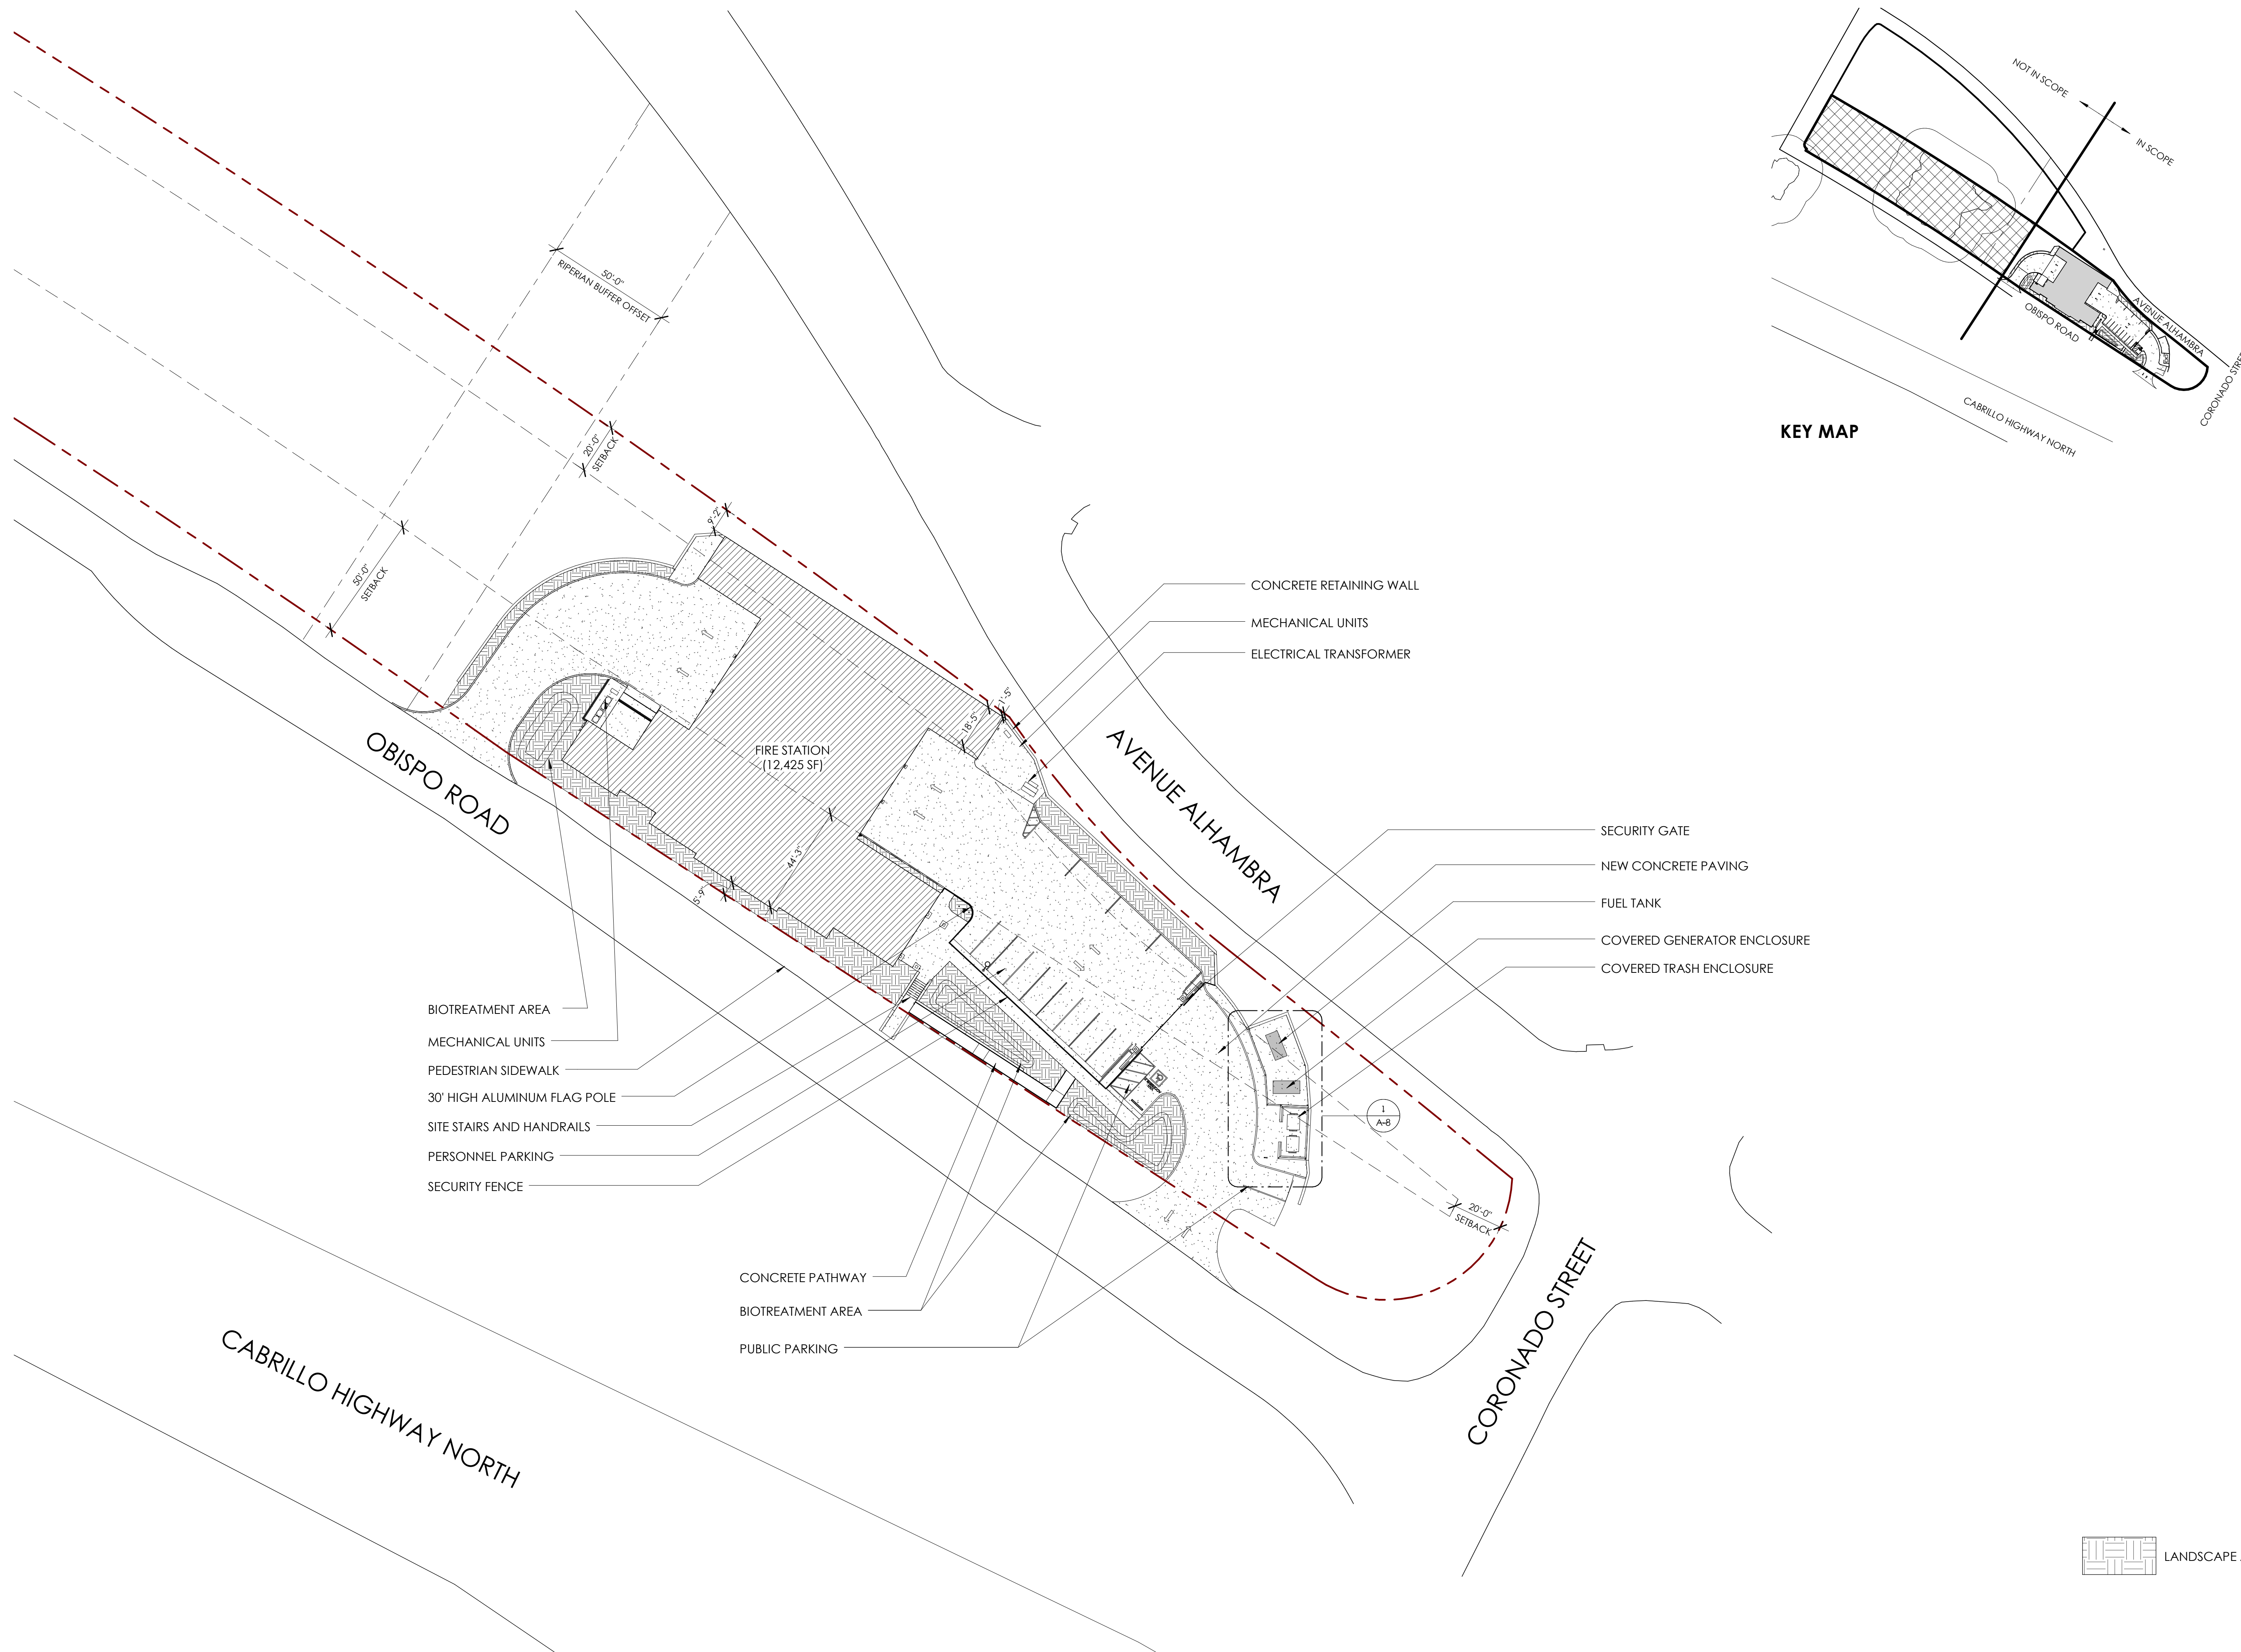 NOT IN SCOPE
IN SCOPE
AVENUE ALHAMBRA
OBISPO ROAD
CORONADO
CABRILLO HIGHWAY NORTH
KEY MAP
50'-0"
RIPERIAN BUFFER OFFSET
20'-0"
SETBACK
9'-2"
50'-0"
SETBACK
CONCRETE RETAINING WALL
MECHANICAL UNITS
ELECTRICAL TRANSFORMER
18'-5"
1'-5"
OBISPO ROAD
FIRE STATION
(12,425 SF)
AVENUE ALHAMBRA
44'-3"
5'-9"
SECURITY GATE
NEW CONCRETE PAVING
FUEL TANK
COVERED GENERATOR ENCLOSURE
COVERED TRASH ENCLOSURE
BIOTREATMENT AREA
MECHANICAL UNITS
PEDESTRIAN SIDEWALK
30' HIGH ALUMINUM FLAG POLE
SITE STAIRS AND HANDRAILS
PERSONNEL PARKING
SECURITY FENCE
1
A-8
20'-0"
SETBACK
CONCRETE PATHWAY
BIOTREATMENT AREA
PUBLIC PARKING
CABRILLO HIGHWAY NORTH
CORONADO STREET
LANDSCAPE